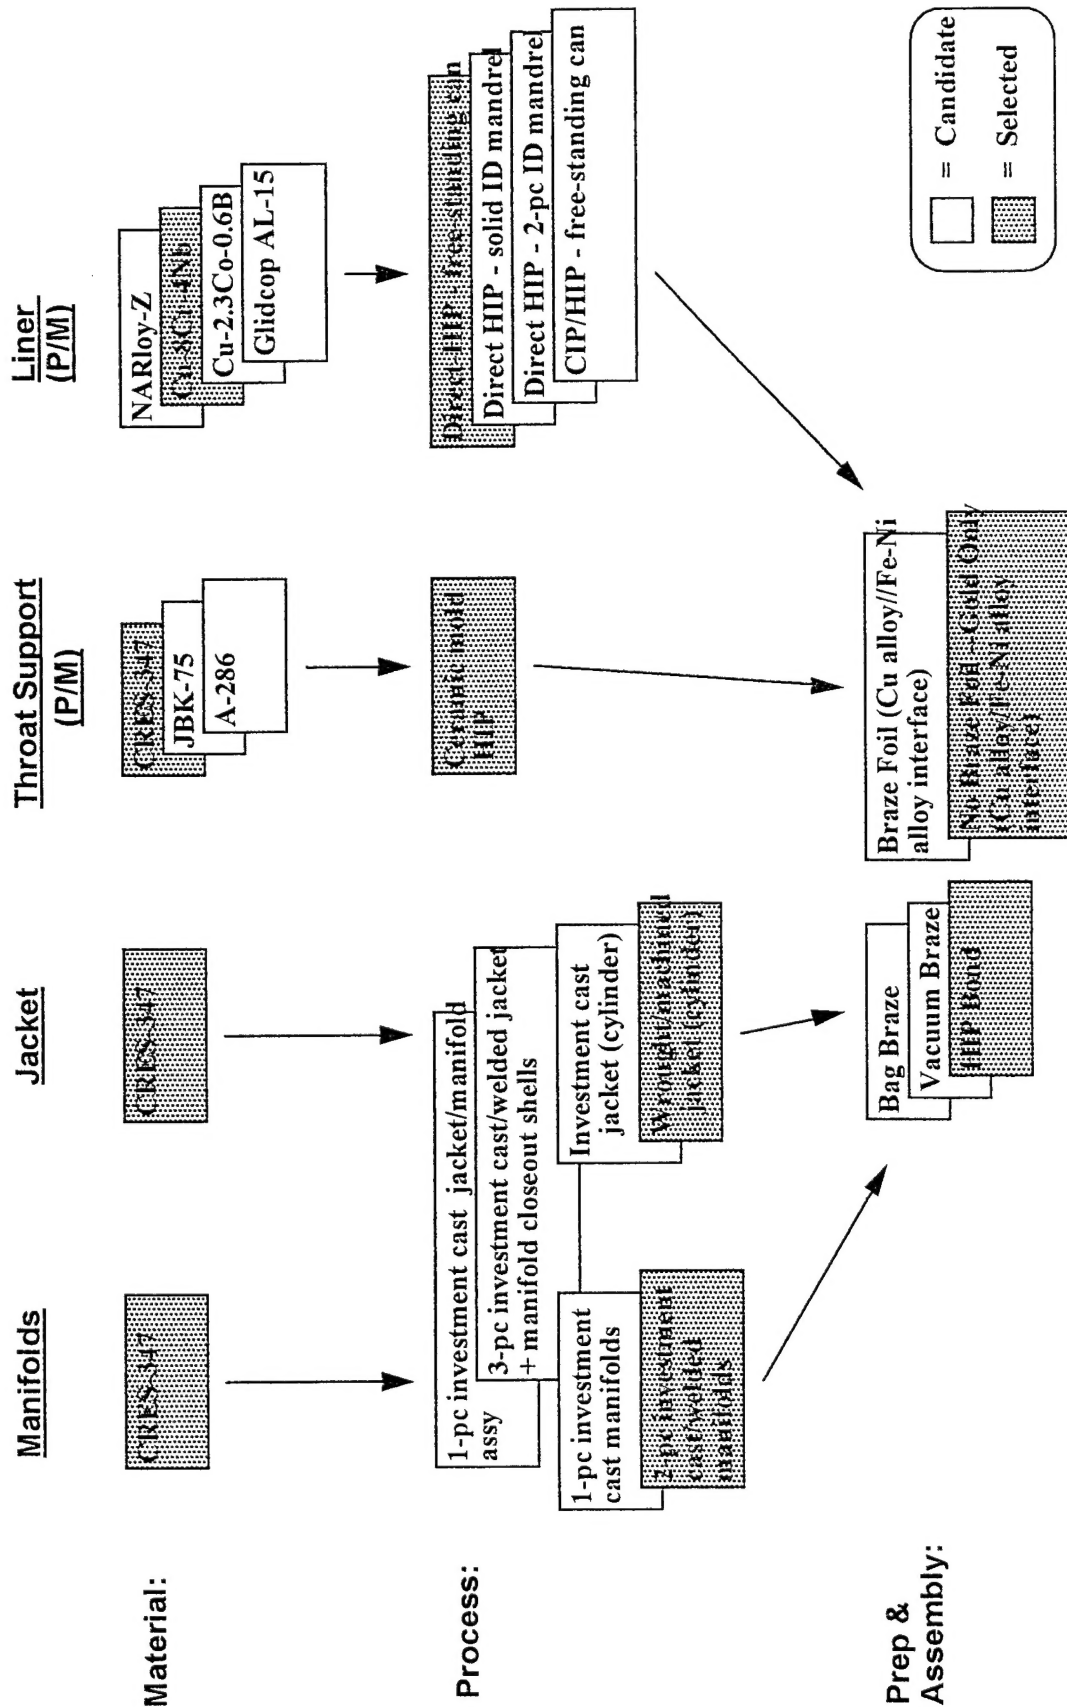 Manifolds
Jacket
Throat Support
(P/M)
Liner
(P/M)
Material:
CRES-347
CRES-347
CRES-347
JBK-75
A-286
NARloy-Z
Cu-8Cr-4Nb
Cu-2.3Co-0.6B
Glidcop AL-15
Process:
1-pc investment cast jacket/manifold
assy
3-pc investment cast/welded jacket
+ manifold closeout shells
1-pc investment
cast manifolds
2-pc investment
cast/welded
manifolds
Investment cast
jacket (cylinder)
Wrought/machined
jacket (cylinder)
Ceramic mold
HIP
Direct HIP - free-standing can
Direct HIP - solid ID mandrel
Direct HIP - 2-pc ID mandrel
CIP/HIP - free-standing can
Prep &
Assembly:
Bag Braze
Vacuum Braze
HIP Bond
Braze Foil (Cu alloy//Fe-Ni
alloy interface)
No Braze Foil - Gold Only
(Cu alloy/Fe-Ni alloy
interface)
= Candidate
= Selected